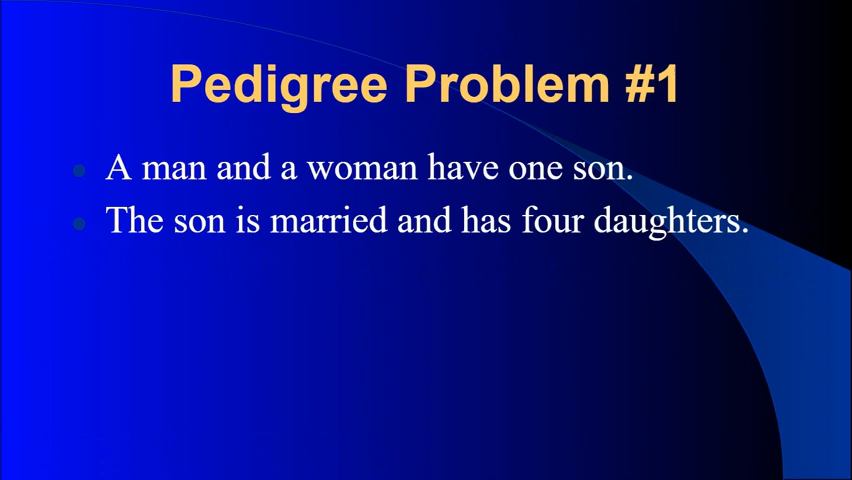 Pedigree Problem #1
A man and a woman have one son.
The son is married and has four daughters.